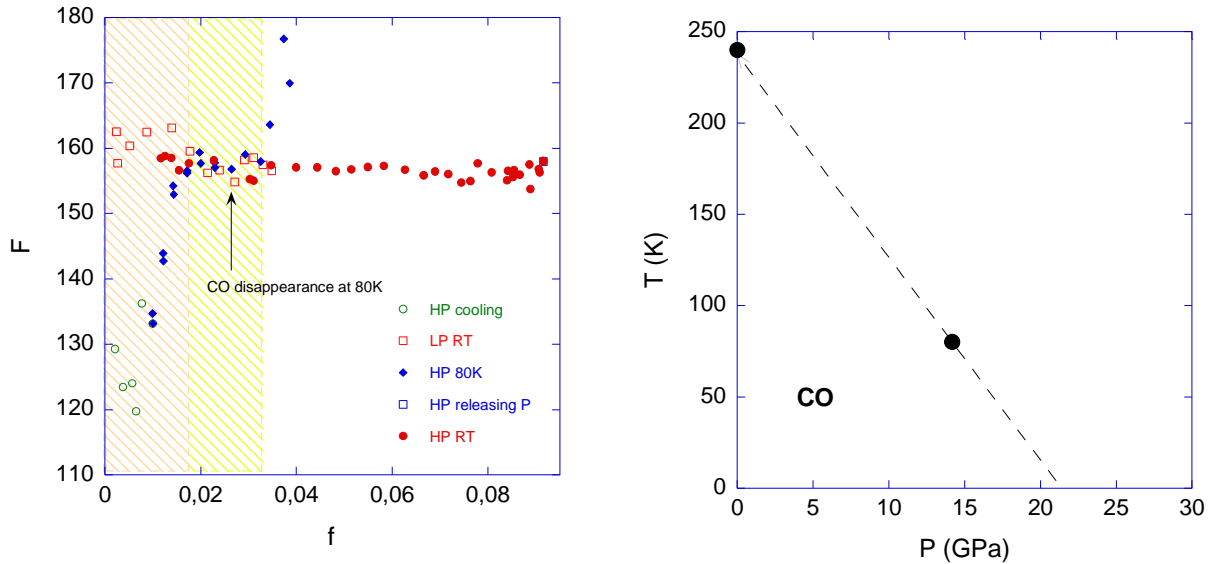 180
170
160
150
140
130
120
110
F
0
0,02
0,04
0,06
0,08
f
CO disappearance at 80K
HP cooling
LP RT
HP 80K
HP releasing P
HP RT
250
200
150
100
50
0
T (K)
CO
0
5
10
15
20
25
30
P (GPa)